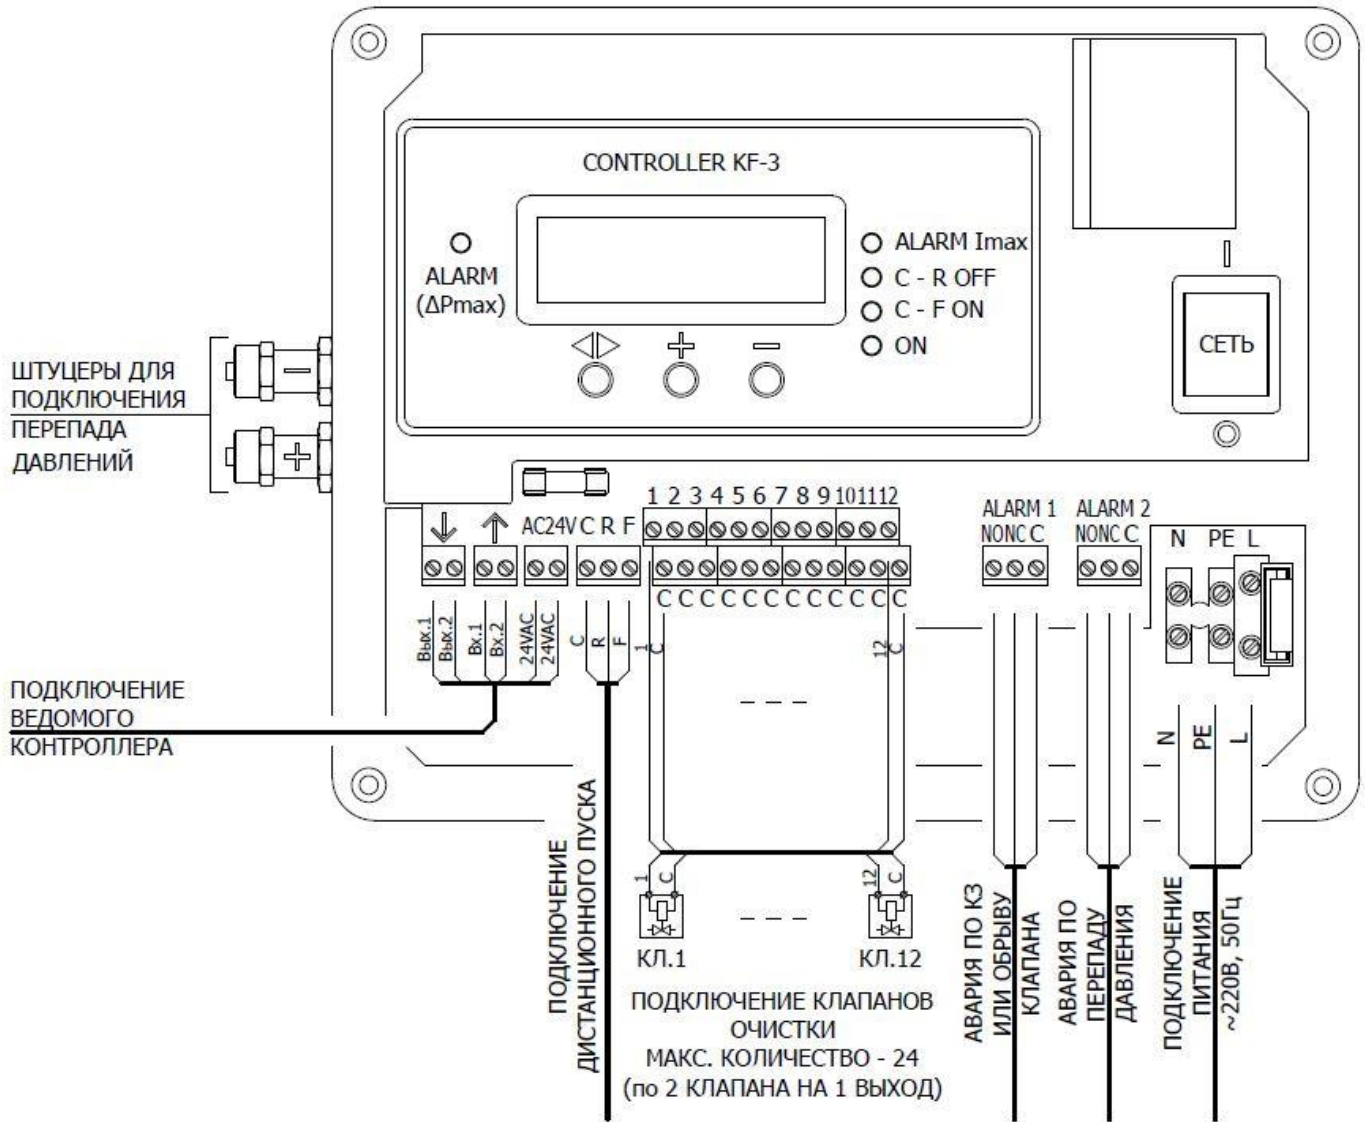 CONTROLLER KF-3
ALARM
(ΔPmax)
ALARM Imax
C - R OFF
C - F ON
ON
СЕТЬ
ШТУЦЕРЫ ДЛЯ
ПОДКЛЮЧЕНИЯ
ПЕРЕПАДА
ДАВЛЕНИЙ
1 2 3 4 5 6 7 8 9 10 11 12
AC24V C R F
ALARM 1
NO NC C
ALARM 2
NO NC C
N PE L
C C C C C C C C C C C C
Вых.1
Вых.2
Вх.1
Вх.2
24VAC
24VAC
C
R
F
1
C
12
C
N
PE
L
ПОДКЛЮЧЕНИЕ
ВЕДОМОГО
КОНТРОЛЛЕРА
ПОДКЛЮЧЕНИЕ
ДИСТАНЦИОННОГО ПУСКА
1
C
12
C
КЛ.1
КЛ.12
ПОДКЛЮЧЕНИЕ КЛАПАНОВ
ОЧИСТКИ
МАКС. КОЛИЧЕСТВО - 24
(по 2 КЛАПАНА НА 1 ВЫХОД)
АВАРИЯ ПО КЗ
ИЛИ ОБРЫВУ
КЛАПАНА
АВАРИЯ ПО
ПЕРЕПАДУ
ДАВЛЕНИЯ
ПОДКЛЮЧЕНИЕ
ПИТАНИЯ
~220В, 50Гц